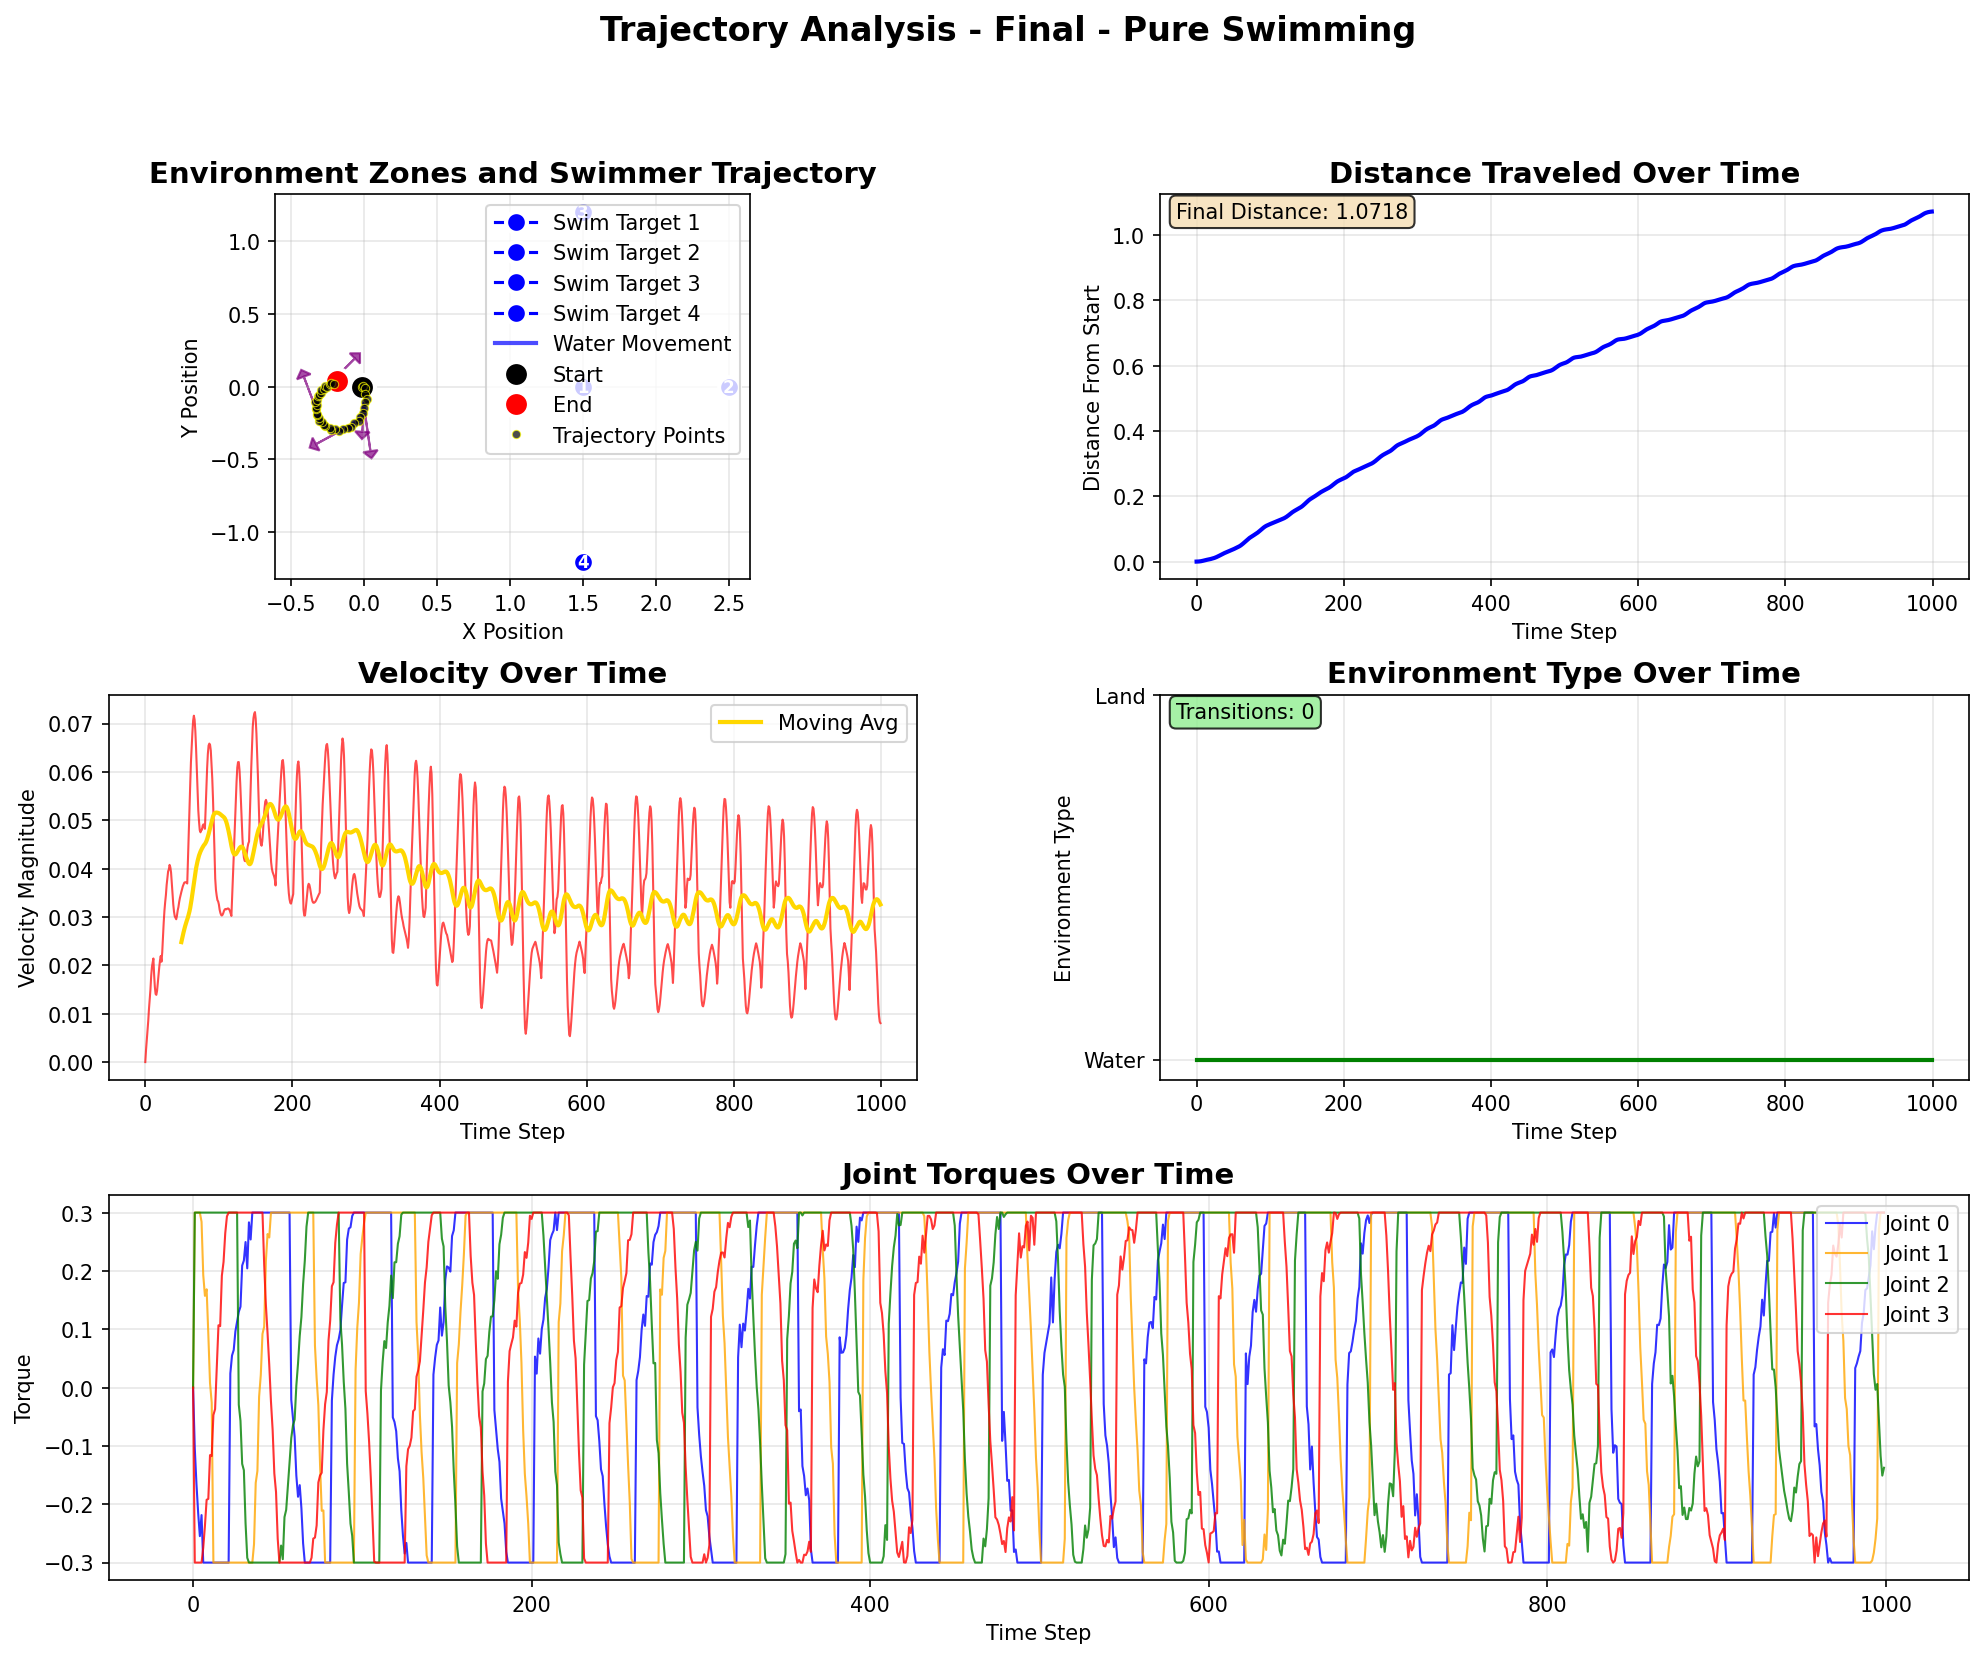 Trajectory Analysis - Final - Pure Swimming
Environment Zones and Swimmer Trajectory
Y Position
1.0
0.5
0.0
−0.5
−1.0
3
1
2
4
Swim Target 1
Swim Target 2
Swim Target 3
Swim Target 4
Water Movement
Start
End
Trajectory Points
−0.5 0.0 0.5 1.0 1.5 2.0 2.5
X Position
Distance Traveled Over Time
Final Distance: 1.0718
Distance From Start
1.0
0.8
0.6
0.4
0.2
0.0
0 200 400 600 800 1000
Time Step
Velocity Over Time
Moving Avg
Velocity Magnitude
0.07
0.06
0.05
0.04
0.03
0.02
0.01
0.00
0 200 400 600 800 1000
Time Step
Environment Type Over Time
Transitions: 0
Environment Type
Land
Water
0 200 400 600 800 1000
Time Step
Joint Torques Over Time
Torque
0.3
0.2
0.1
0.0
−0.1
−0.2
−0.3
Joint 0
Joint 1
Joint 2
Joint 3
0 200 400 600 800 1000
Time Step